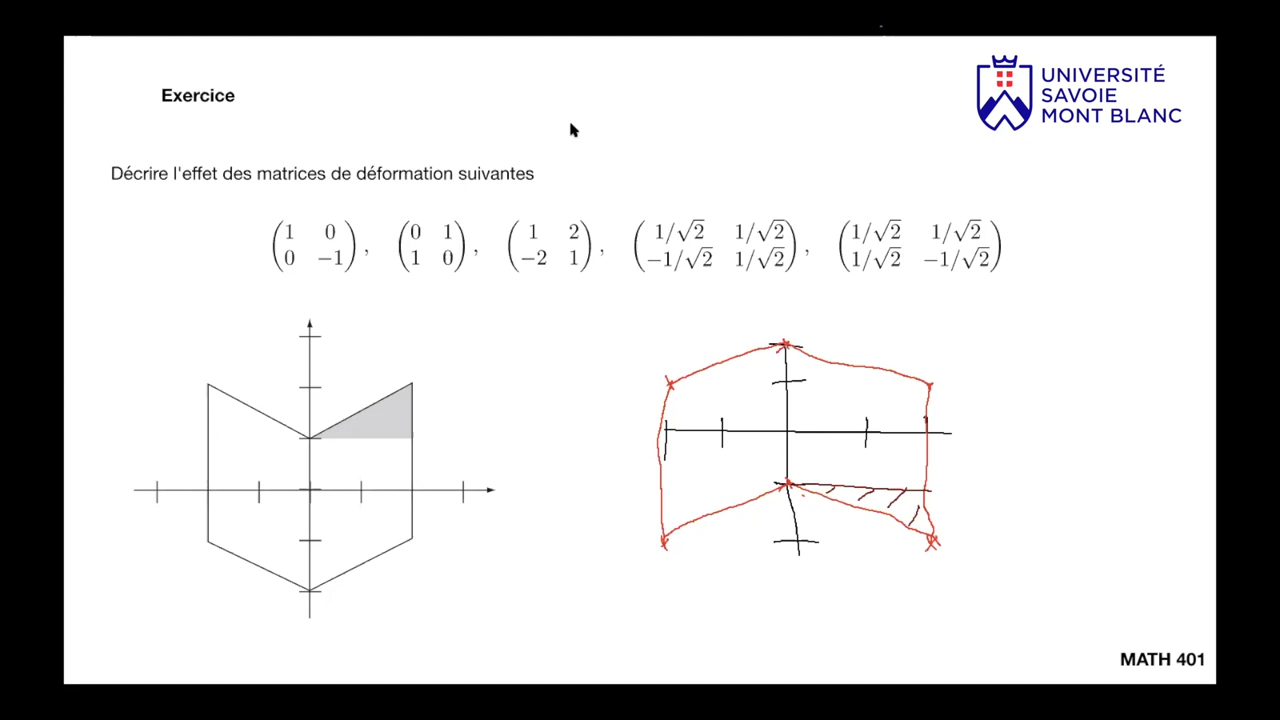 Exercice
UNIVERSITÉ
SAVOIE
MONT BLANC
Décrire l'effet des matrices de déformation suivantes
(1 0; 0 −1), (0 1; 1 0), (1 2; −2 1), (1/√2 1/√2; −1/√2 1/√2), (1/√2 1/√2; 1/√2 −1/√2)
MATH 401